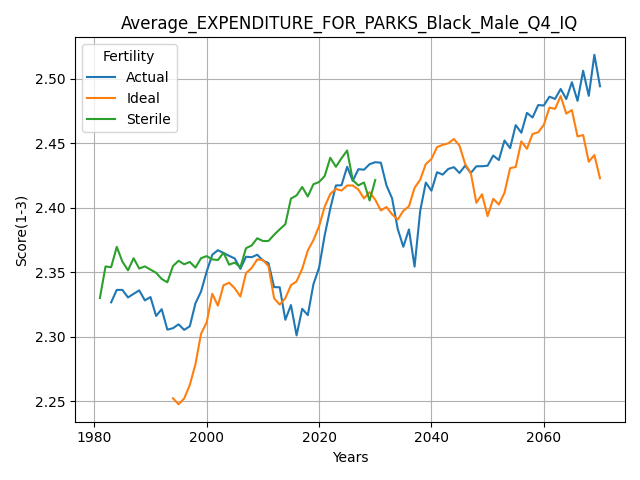 Average_EXPENDITURE_FOR_PARKS_Black_Male_Q4_IQ
Fertility
Actual
Ideal
Sterile
Score(1-3)
2.50
2.45
2.40
2.35
2.30
2.25
1980 2000 2020 2040 2060
Years